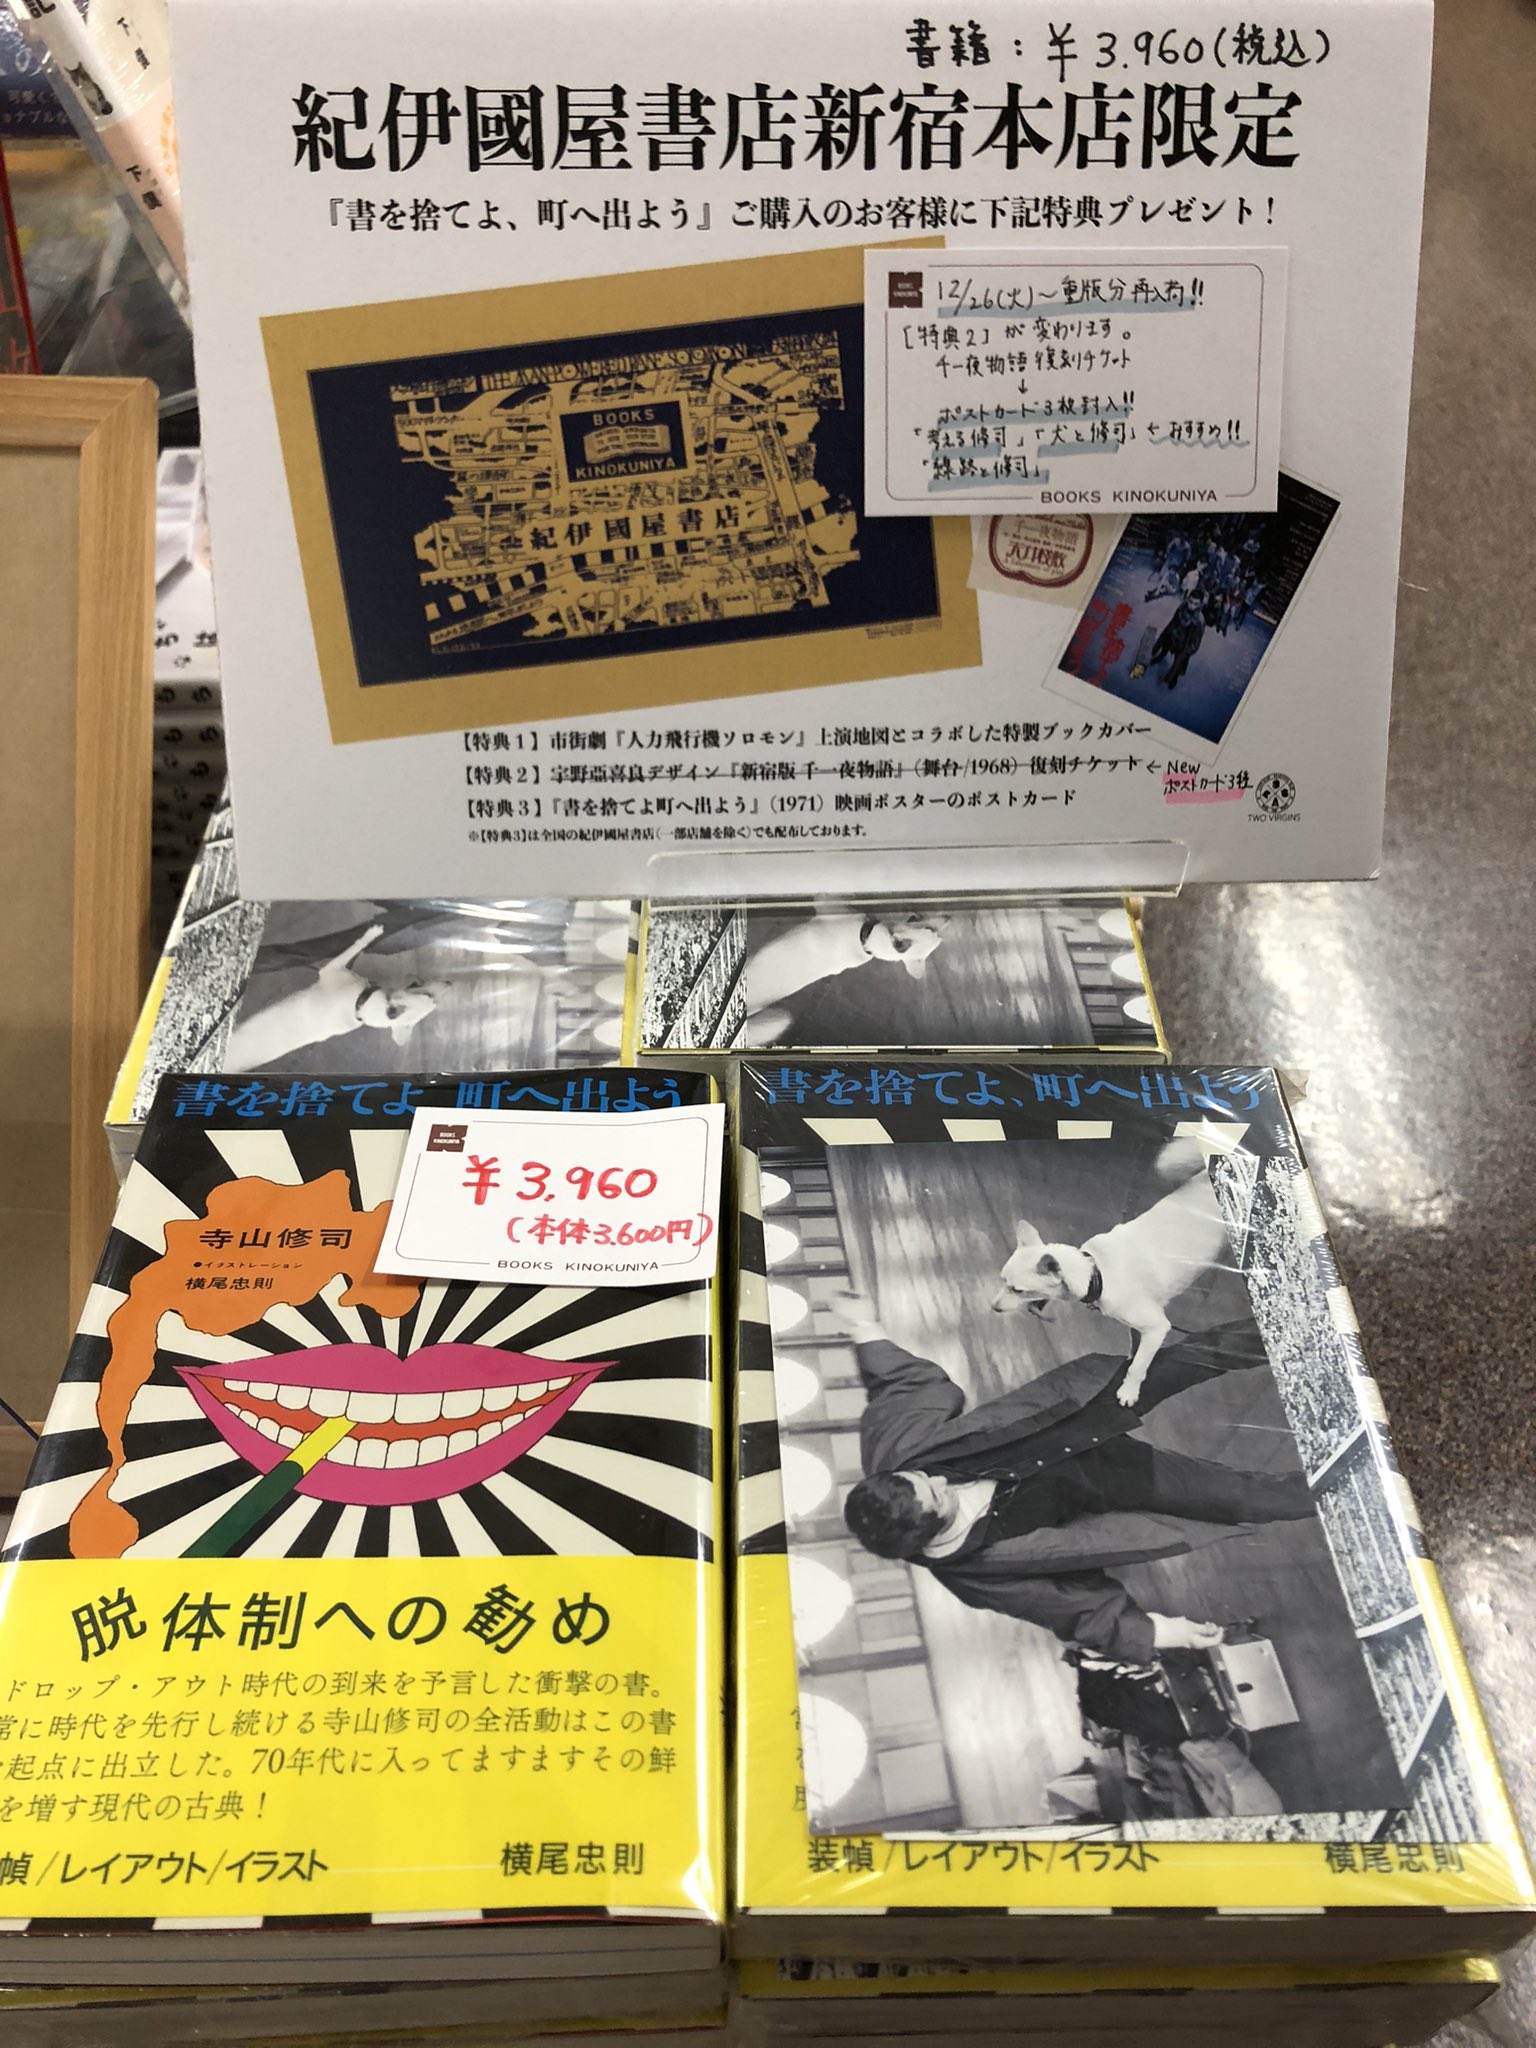 書籍：¥3.960(税込)
紀伊國屋書店新宿本店限定
『書を捨てよ、町へ出よう』ご購入のお客様に下記特典プレゼント！
12/26(火)〜重版分再入荷!!
[特典2]が変わります。
千一夜物語復刻チケット
↓
ポストカード3枚封入!!
「考える修司」「犬と修司」←おすすめ!!
「線路と修司」
BOOKS KINOKUNIYA
BOOKS
KINOKUNIYA
紀伊國屋書店
千一夜物語
【特典1】市街劇『人力飛行機ソロモン』上演地図とコラボした特製ブックカバー
【特典2】宇野亞喜良デザイン『新宿版 千一夜物語』（舞台/1968）復刻チケット ← New
ポストカード3種
【特典3】『書を捨てよ町へ出よう』（1971）映画ポスターのポストカード
※【特典3】は全国の紀伊國屋書店（一部店舗を除く）でも配布しております。
TWO VIRGINS
書を捨てよ、町へ出よう
BOOKS
KINOKUNIYA
¥3,960
(本体3.600円)
BOOKS KINOKUNIYA
寺山修司
●イラストレーション
横尾忠則
脱体制への勧め
ドロップ・アウト時代の到来を予言した衝撃の書。
常に時代を先行し続ける寺山修司の全活動はこの書
起点に出立した。70年代に入ってますますその鮮
を増す現代の古典！
幀/レイアウト/イラスト 横尾忠則
書を捨てよ、町へ出よう
装幀/レイアウト/イラスト 横尾忠則